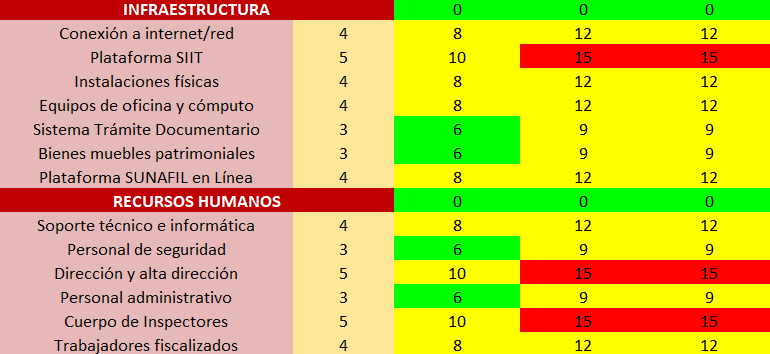 INFRAESTRUCTURA 0 0 0
Conexión a internet/red 4 8 12 12
Plataforma SIIT 5 10 15 15
Instalaciones físicas 4 8 12 12
Equipos de oficina y cómputo 4 8 12 12
Sistema Trámite Documentario 3 6 9 9
Bienes muebles patrimoniales 3 6 9 9
Plataforma SUNAFIL en Línea 4 8 12 12
RECURSOS HUMANOS 0 0 0
Soporte técnico e informática 4 8 12 12
Personal de seguridad 3 6 9 9
Dirección y alta dirección 5 10 15 15
Personal administrativo 3 6 9 9
Cuerpo de Inspectores 5 10 15 15
Trabajadores fiscalizados 4 8 12 12